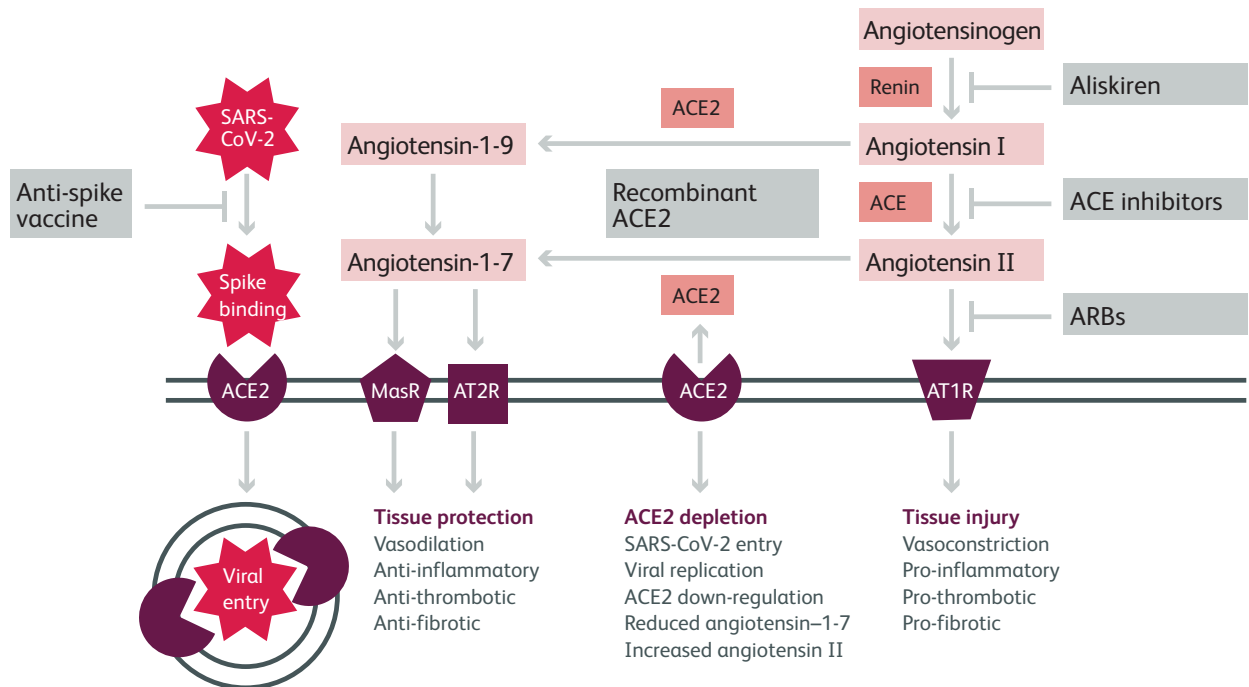 Angiotensinogen
Renin
Aliskiren
SARS-
CoV-2
ACE2
Angiotensin-1-9
Angiotensin I
Anti-spike
vaccine
Recombinant
ACE2
ACE
ACE inhibitors
Angiotensin-1-7
Angiotensin II
Spike
binding
ACE2
ARBs
ACE2
MasR
AT2R
ACE2
AT1R
Viral
entry
Tissue protection
Vasodilation
Anti-inflammatory
Anti-thrombotic
Anti-fibrotic
ACE2 depletion
SARS-CoV-2 entry
Viral replication
ACE2 down-regulation
Reduced angiotensin–1-7
Increased angiotensin II
Tissue injury
Vasoconstriction
Pro-inflammatory
Pro-thrombotic
Pro-fibrotic